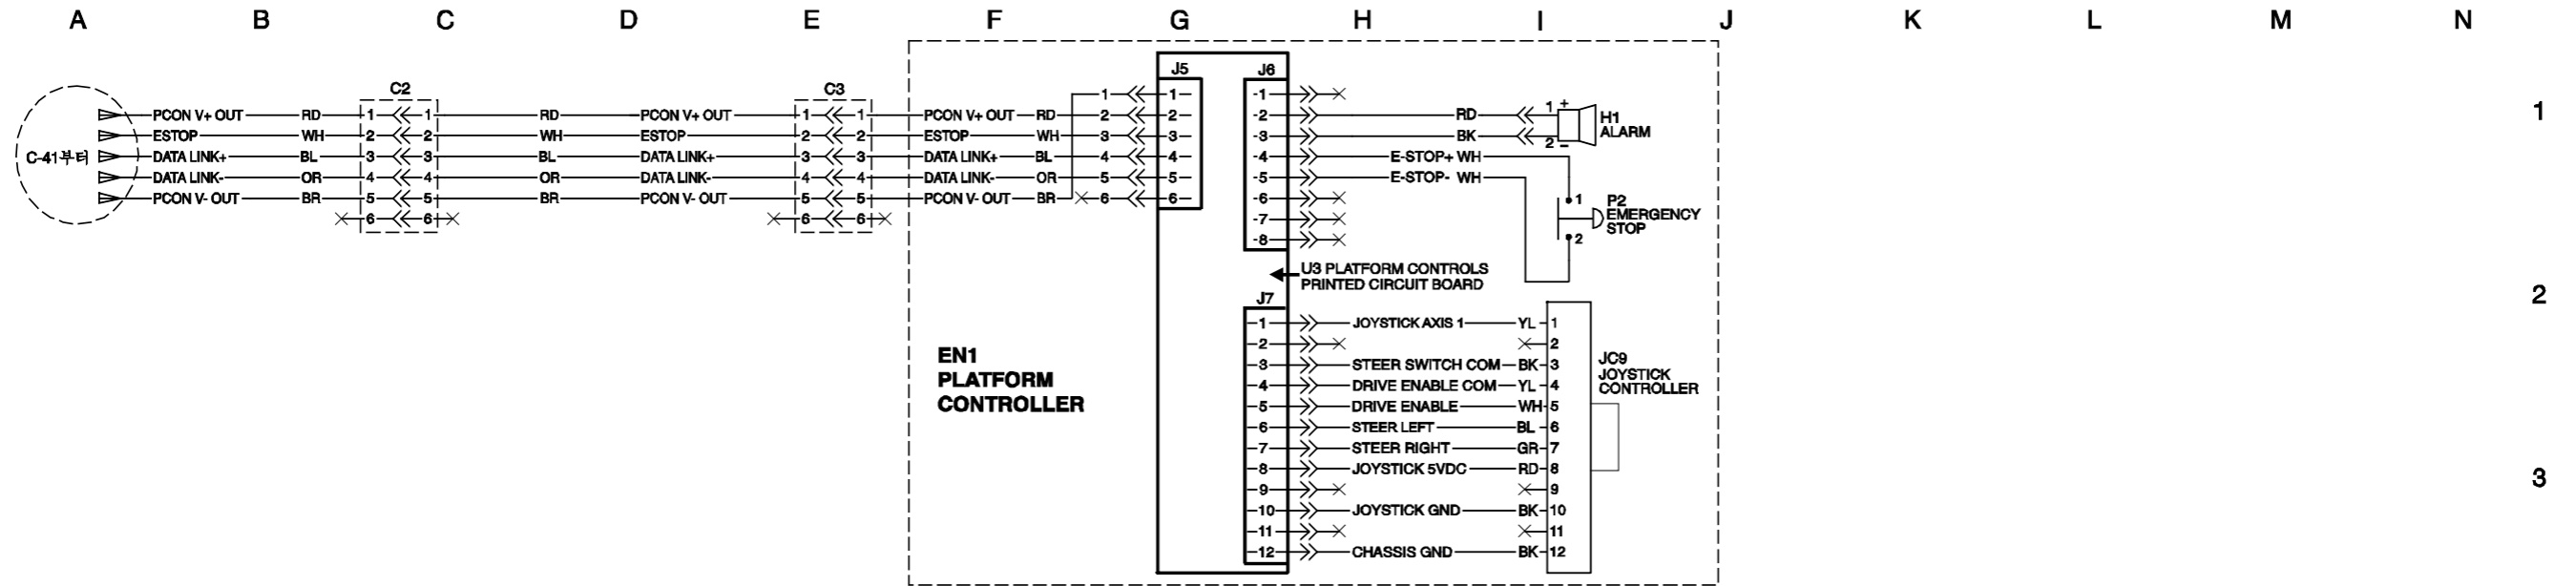 A B C D E F G H I J K L M N
1
2
3
C-41부터
PCON V+ OUT RD
ESTOP WH
DATA LINK+ BL
DATA LINK- OR
PCON V- OUT BR
C2
1 1
2 2
3 3
4 4
5 5
6 6
RD PCON V+ OUT
WH ESTOP
BL DATA LINK+
OR DATA LINK-
BR PCON V- OUT
C3
1 1
2 2
3 3
4 4
5 5
6 6
PCON V+ OUT RD
ESTOP WH
DATA LINK+ BL
DATA LINK- OR
PCON V- OUT BR
J5
1 1
2 2
3 3
4 4
5 5
6 6
J6
-1
-2
-3
-4
-5
-6
-7
-8
RD 1 +
BK 2 -
H1
ALARM
E-STOP+ WH
E-STOP- WH
1
2
P2
EMERGENCY
STOP
U3 PLATFORM CONTROLS
PRINTED CIRCUIT BOARD
EN1
PLATFORM
CONTROLLER
J7
1 JOYSTICK AXIS 1 YL 1
2 2
3 STEER SWITCH COM BK 3
4 DRIVE ENABLE COM YL 4
5 DRIVE ENABLE WH 5
6 STEER LEFT BL 6
7 STEER RIGHT GR 7
8 JOYSTICK 5VDC RD 8
9 9
10 JOYSTICK GND BK 10
11 11
12 CHASSIS GND BK 12
JC9
JOYSTICK
CONTROLLER